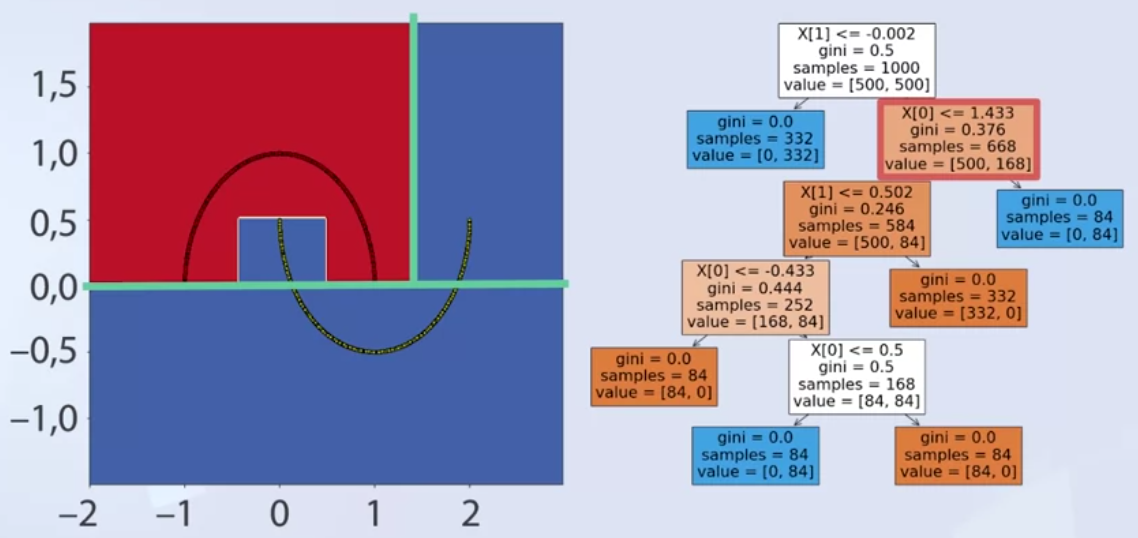 1,5
1,0
0,5
0,0
−0,5
−1,0
−2 −1 0 1 2
X[1] <= -0.002
gini = 0.5
samples = 1000
value = [500, 500]
gini = 0.0
samples = 332
value = [0, 332]
X[0] <= 1.433
gini = 0.376
samples = 668
value = [500, 168]
X[1] <= 0.502
gini = 0.246
samples = 584
value = [500, 84]
gini = 0.0
samples = 84
value = [0, 84]
X[0] <= -0.433
gini = 0.444
samples = 252
value = [168, 84]
gini = 0.0
samples = 332
value = [332, 0]
gini = 0.0
samples = 84
value = [84, 0]
X[0] <= 0.5
gini = 0.5
samples = 168
value = [84, 84]
gini = 0.0
samples = 84
value = [0, 84]
gini = 0.0
samples = 84
value = [84, 0]